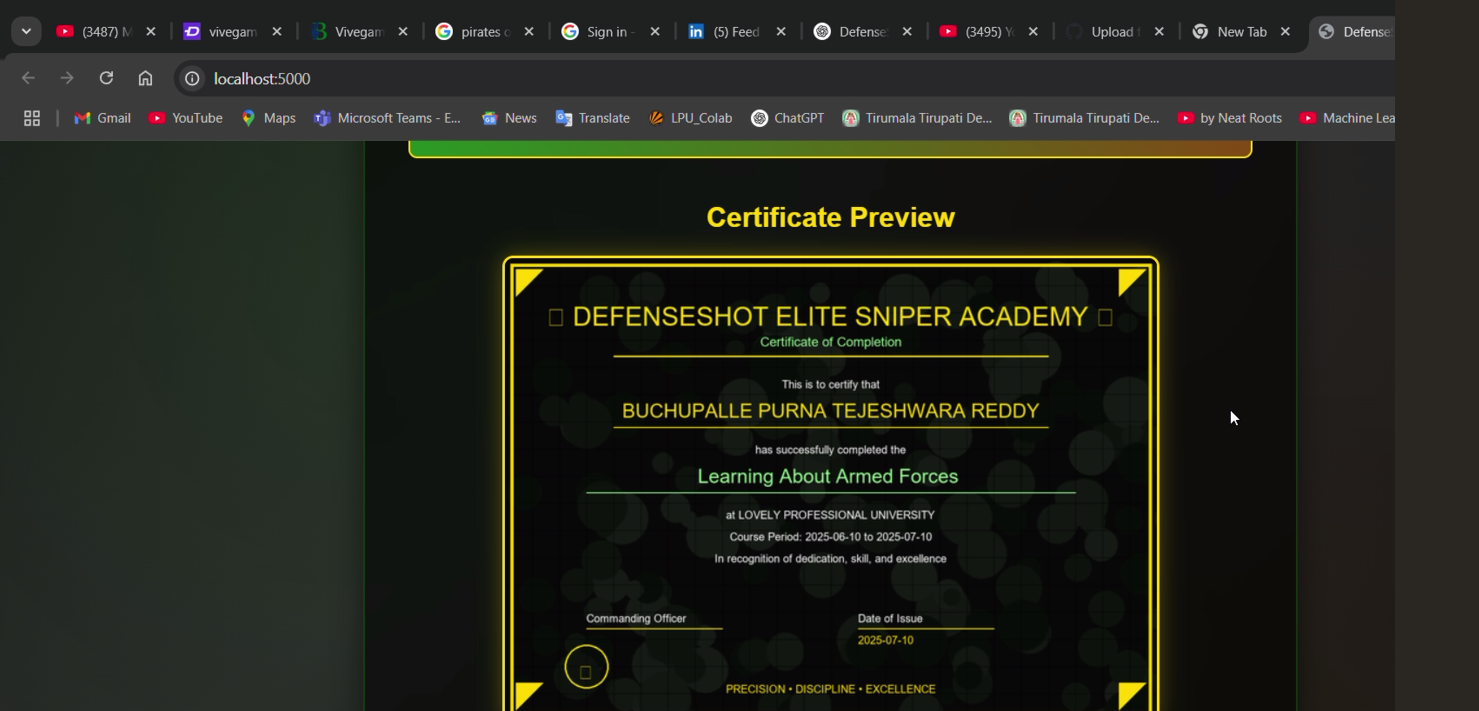 (3487) M
vivegam
Vivegam
pirates o
Sign in -
(5) Feed
Defense
(3495) Y
Upload f
New Tab
Defense
localhost:5000
Gmail
YouTube
Maps
Microsoft Teams - E...
News
Translate
LPU_Colab
ChatGPT
Tirumala Tirupati De...
Tirumala Tirupati De...
by Neat Roots
Machine Lea
Certificate Preview
DEFENSESHOT ELITE SNIPER ACADEMY
Certificate of Completion
This is to certify that
BUCHUPALLE PURNA TEJESHWARA REDDY
has successfully completed the
Learning About Armed Forces
at LOVELY PROFESSIONAL UNIVERSITY
Course Period: 2025-06-10 to 2025-07-10
In recognition of dedication, skill, and excellence
Commanding Officer
Date of Issue
2025-07-10
PRECISION • DISCIPLINE • EXCELLENCE